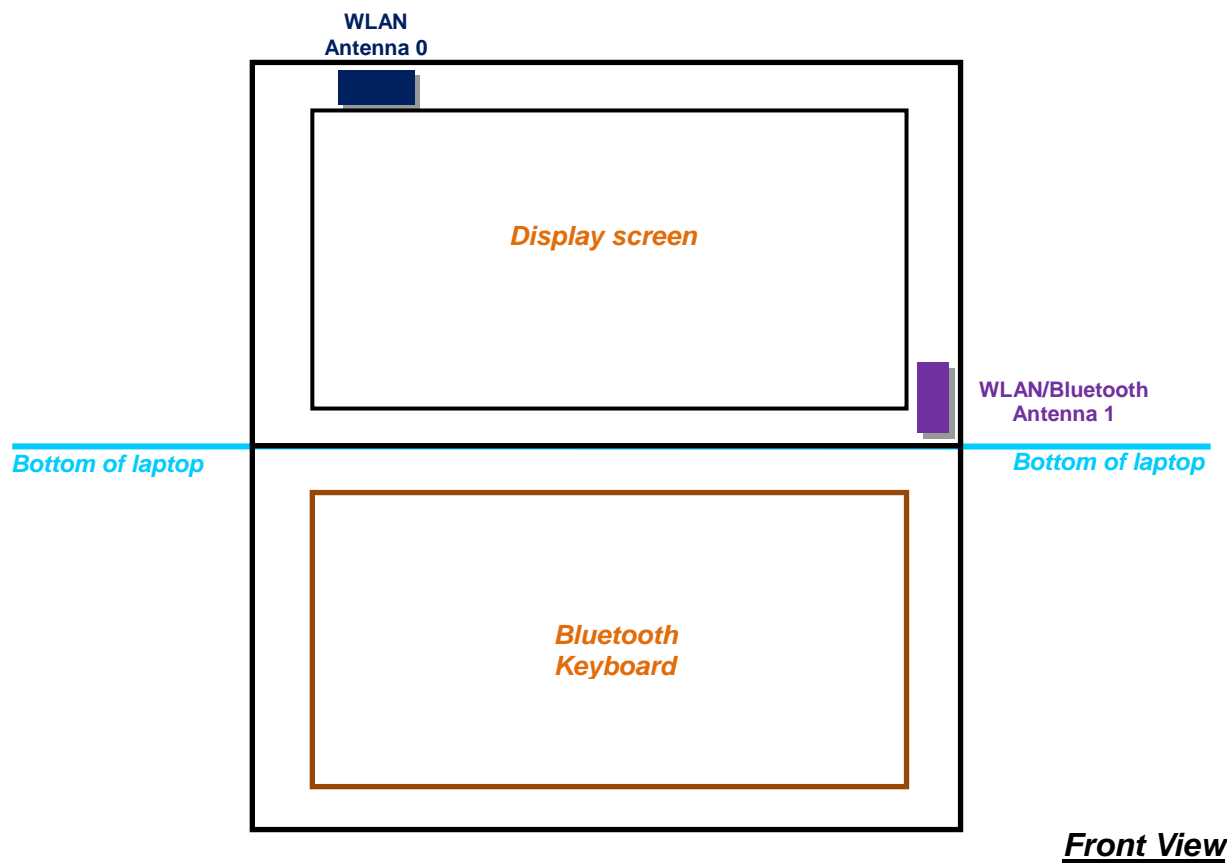 WLAN
Antenna 0
Display screen
WLAN/Bluetooth
Antenna 1
Bottom of laptop
Bottom of laptop
Bluetooth
Keyboard
Front View